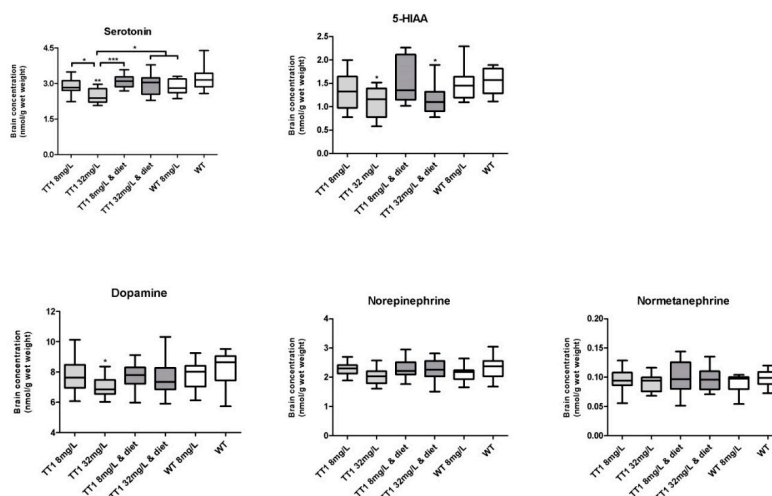 Serotonin
Brain concentration
(nmol/g wet weight)
4.5
3.0
1.5
0.0
*
**
***
*
TT1 8mg/L
TT1 32mg/L
TT1 8mg/L & diet
TT1 32mg/L & diet
WT 8mg/L
WT
5-HIAA
Brain concentration
(nmol/g wet weight)
2.5
2.0
1.5
1.0
0.5
0.0
*
*
TT1 8mg/L
TT1 32 mg/L
TT1 8mg/L & diet
TT1 32mg/L & diet
WT 8mg/L
WT
Dopamine
Brain concentration
(nmol/g wet weight)
12
10
8
6
4
*
TT1 8mg/L
TT1 32mg/L
TT1 8mg/L & diet
TT1 32mg/L & diet
WT 8mg/L
WT
Norepinephrine
Brain concentration
(nmol/g wet weight)
4
3
2
1
0
TT1 8mg/L
TT1 32mg/L
TT1 8mg/L & diet
TT1 32mg/L & diet
WT 8mg/L
WT
Normetanephrine
Brain concentration
(nmol/g wet weight)
0.20
0.15
0.10
0.05
0.00
TT1 8mg/L
TT1 32mg/L
TT1 8mg/L & diet
TT1 32mg/L & diet
WT 8mg/L
WT